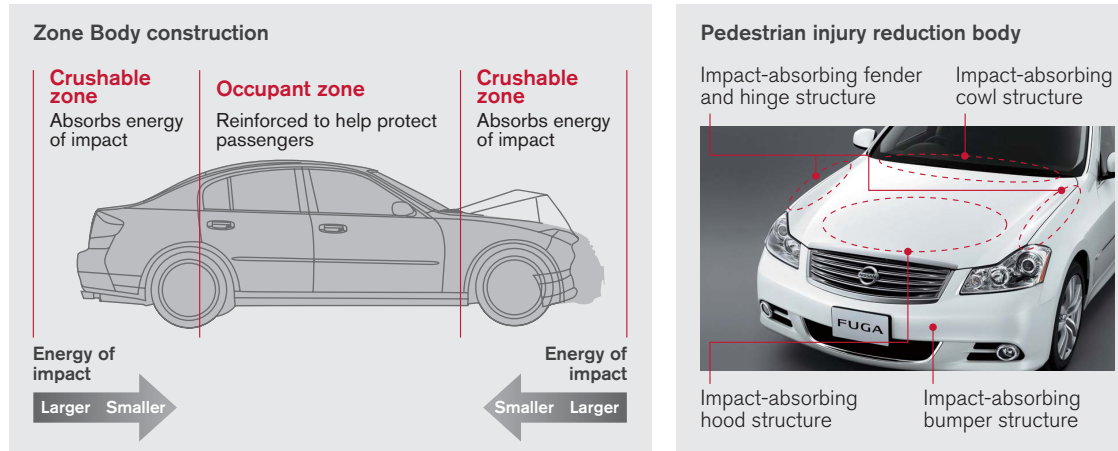 Zone Body construction
Crushable
zone
Absorbs energy
of impact
Occupant zone
Reinforced to help protect
passengers
Crushable
zone
Absorbs energy
of impact
Energy of
impact
Larger Smaller
Energy of
impact
Smaller Larger
Pedestrian injury reduction body
Impact-absorbing fender
and hinge structure
Impact-absorbing
cowl structure
NISSAN
FUGA
Impact-absorbing
hood structure
Impact-absorbing
bumper structure